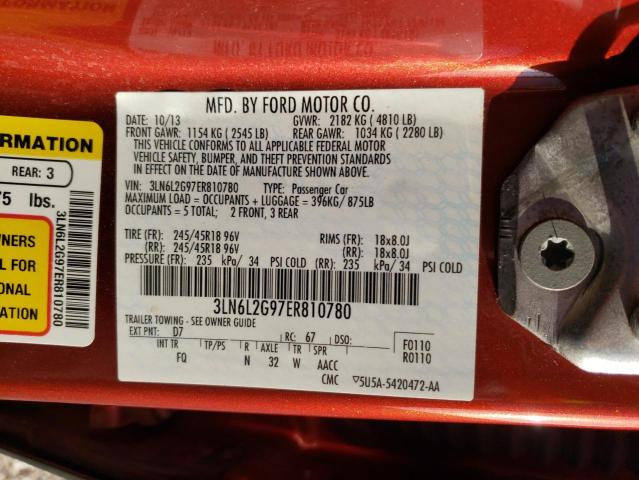 MFD. BY FORD MOTOR CO.
DATE: 10/13 GVWR: 2182 KG ( 4810 LB)
FRONT GAWR: 1154 KG ( 2545 LB) REAR GAWR: 1034 KG ( 2280 LB)
THIS VEHICLE CONFORMS TO ALL APPLICABLE FEDERAL MOTOR
VEHICLE SAFETY, BUMPER, AND THEFT PREVENTION STANDARDS
IN EFFECT ON THE DATE OF MANUFACTURE SHOWN ABOVE.
VIN: 3LN6L2G97ER810780 TYPE: Passenger Car
MAXIMUM LOAD = OCCUPANTS + LUGGAGE = 396KG/ 875LB
OCCUPANTS = 5 TOTAL; 2 FRONT, 3 REAR
TIRE (FR): 245/45R18 96V RIMS (FR): 18x8.0J
(RR): 245/45R18 96V (RR): 18x8.0J
PRESSURE (FR): 235 kPa/ 34 PSI COLD (RR): 235 kPa/ 34 PSI COLD
3LN6L2G97ER810780
TRAILER TOWING - SEE OWNER GUIDE
EXT PNT: D7 RC: 67 DSO: F0110
R0110
INT TR TP/PS R AXLE TR SPR
FQ N 32 W AACC
CMC ▽5U5A-5420472-AA
ORMATION
REAR: 3
75 lbs.
WNERS
L FOR
ONAL
ATION
3LN6L2G97ER810780